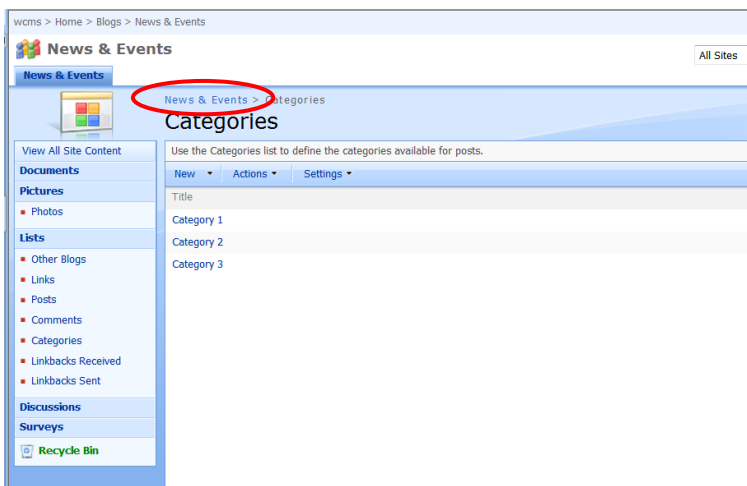 wcms > Home > Blogs > News & Events
News & Events
All Sites
News & Events
News & Events > Categories
Categories
View All Site Content
Use the Categories list to define the categories available for posts.
Documents
New Actions Settings
Pictures
Title
Photos
Category 1
Lists
Category 2
Other Blogs
Category 3
Links
Posts
Comments
Categories
Linkbacks Received
Linkbacks Sent
Discussions
Surveys
Recycle Bin